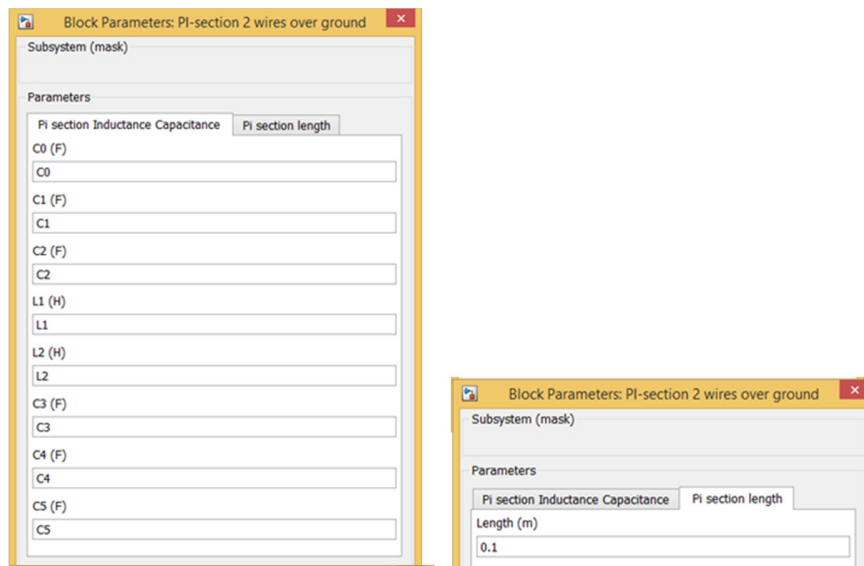 Block Parameters: PI-section 2 wires over ground
Subsystem (mask)
Parameters
Pi section Inductance Capacitance
Pi section length
C0 (F)
C0
C1 (F)
C1
C2 (F)
C2
L1 (H)
L1
L2 (H)
L2
C3 (F)
C3
C4 (F)
C4
C5 (F)
C5
Block Parameters: PI-section 2 wires over ground
Subsystem (mask)
Parameters
Pi section Inductance Capacitance
Pi section length
Length (m)
0.1